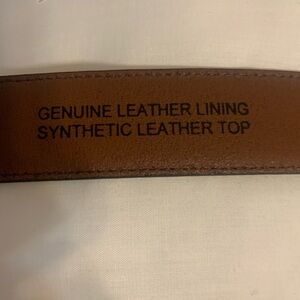 GENUINE LEATHER LINING
SYNTHETIC LEATHER TOP